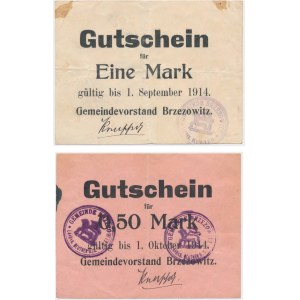 Gutschein
für
Eine Mark
gültig bis 1. September 1914.
Gemeindevorstand Brzezowitz.
Gutschein
für
0,50 Mark
gültig bis 1. Oktober 1914.
Gemeindevorstand Brzezowitz.